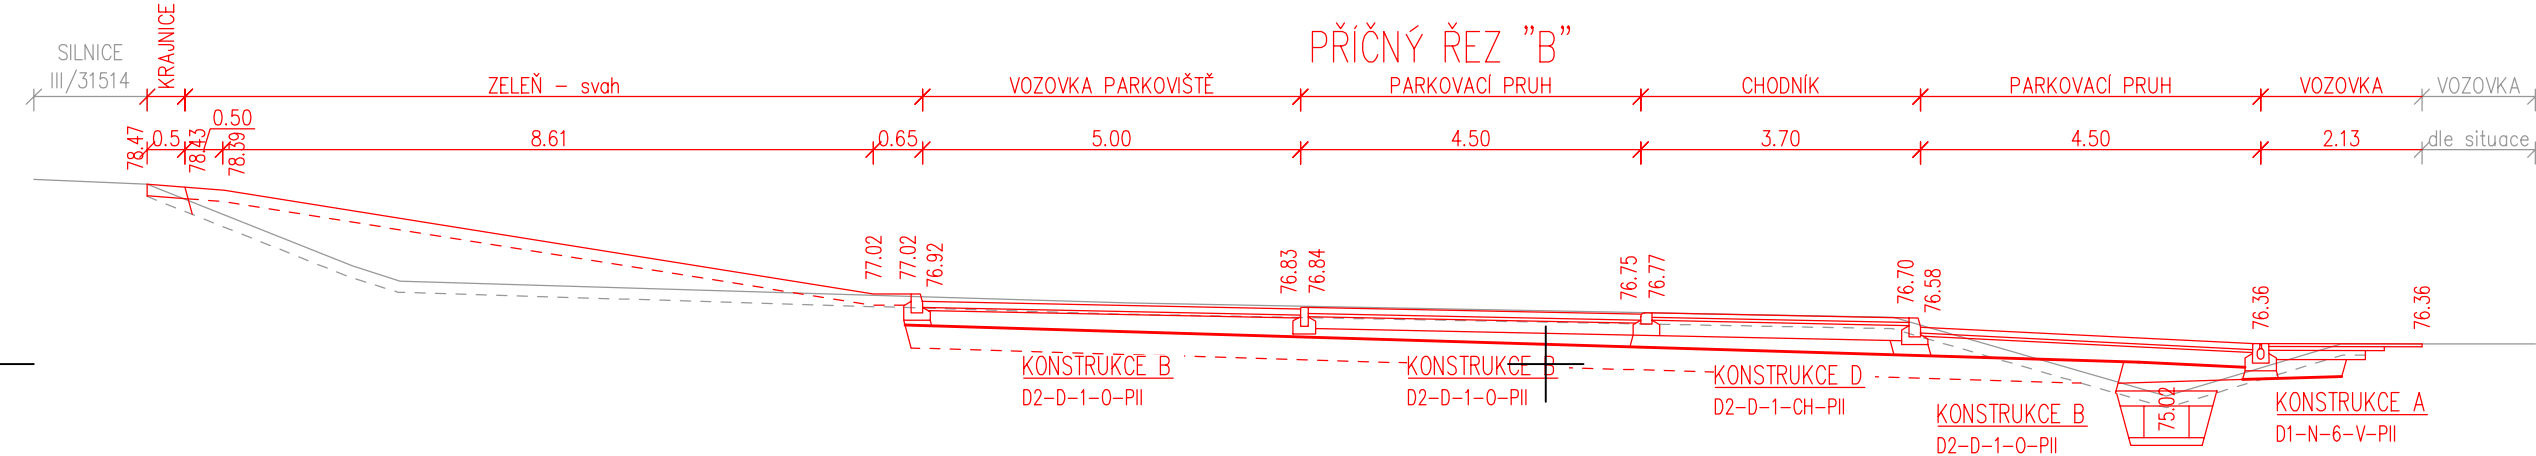 PŘÍČNÝ ŘEZ "B"
SILNICE
III/31514
KRAJNICE
ZELEŇ - svah
VOZOVKA PARKOVIŠTĚ
PARKOVACÍ PRUH
CHODNÍK
PARKOVACÍ PRUH
VOZOVKA
VOZOVKA
0.5
0.50
8.61
0.65
5.00
4.50
3.70
4.50
2.13
dle situace
78.47
78.43
78.39
77.02
77.02
76.92
76.83
76.84
76.75
76.77
76.70
76.58
76.36
76.36
KONSTRUKCE B
D2-D-1-O-PII
KONSTRUKCE B
D2-D-1-O-PII
KONSTRUKCE D
D2-D-1-CH-PII
KONSTRUKCE B
D2-D-1-O-PII
75.02
KONSTRUKCE A
D1-N-6-V-PII